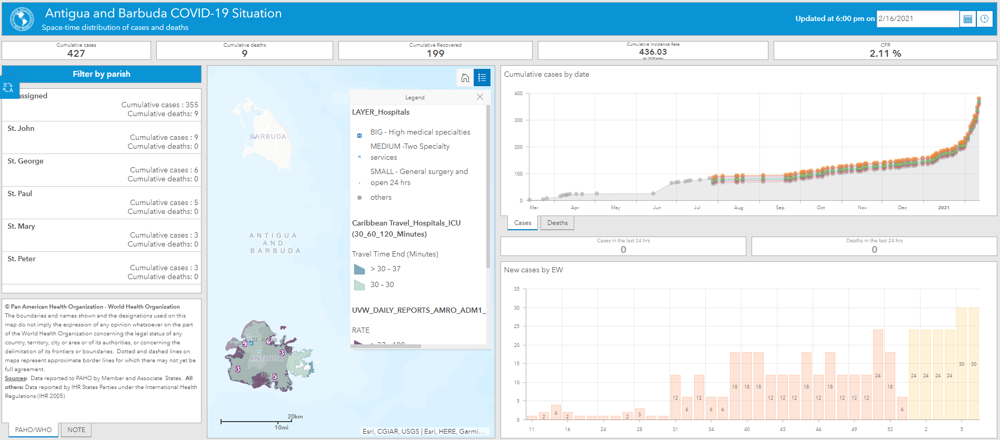 Antigua and Barbuda COVID-19 Situation
Space-time distribution of cases and deaths
Updated at 6:00 pm on 2/16/2021
Cumulative cases
427
Cumulative deaths
9
Cumulative Recovered
199
Cumulative Incidence Rate
436.03
(per 100,000 people)
CFR
2.11 %
Filter by parish
assigned
Cumulative cases : 355
Cumulative deaths: 9
St. John
Cumulative cases : 9
Cumulative deaths: 0
St. George
Cumulative cases : 6
Cumulative deaths: 0
St. Paul
Cumulative cases : 5
Cumulative deaths: 0
St. Mary
Cumulative cases : 3
Cumulative deaths: 0
St. Peter
Cumulative cases : 3
Cumulative deaths: 0
© Pan American Health Organization - World Health Organization
The boundaries and names shown and the designations used on this
map do not imply the expression of any opinion whatsoever on the part
of the World Health Organization concerning the legal status of any
country, territory, city or area or of its authorities, or concerning the
delimitation of its frontiers or boundaries. Dotted and dashed lines on
maps represent approximate border lines for which there may not yet be
full agreement.
Sources: Data reported to PAHO by Member and Associate States. All
others: Data reported by IHR States Parties under the International Health
Regulations (IHR 2005)
PAHO/WHO
NOTE
BARBUDA
ANTIGUA
AND
BARBUDA
St. John's
9
6
3
ANTIGUA
3
372
5
20km
10mi
Esri, CGIAR, USGS | Esri, HERE, Garmi...
Legend
LAYER_Hospitals
BIG - High medical specialties
MEDIUM -Two Specialty
services
SMALL - General surgery and
open 24 hrs
others
Caribbean Travel_Hospitals_ICU
(30_60_120_Minutes)
Travel Time End (Minutes)
> 30 – 37
30 – 30
UVW_DAILY_REPORTS_AMRO_ADM1_
RATE
> 37 – 100
Cumulative cases by date
400
300
200
100
0
Mar Apr May Jun Jul Aug Sep Oct Nov Dec 2021
Cases
Deaths
Cases in the last 24 hrs
0
Deaths in the last 24 hrs
0
New cases by EW
35
30
25
20
15
10
5
0
2 4 2 2 3 12 6 12 6 6 18 18 18 12 12 12 18 12 18 12 12 12 24 18 6 24 24 24 24 30 30
11 16 24 28 31 34 40 43 46 49 52 2 5